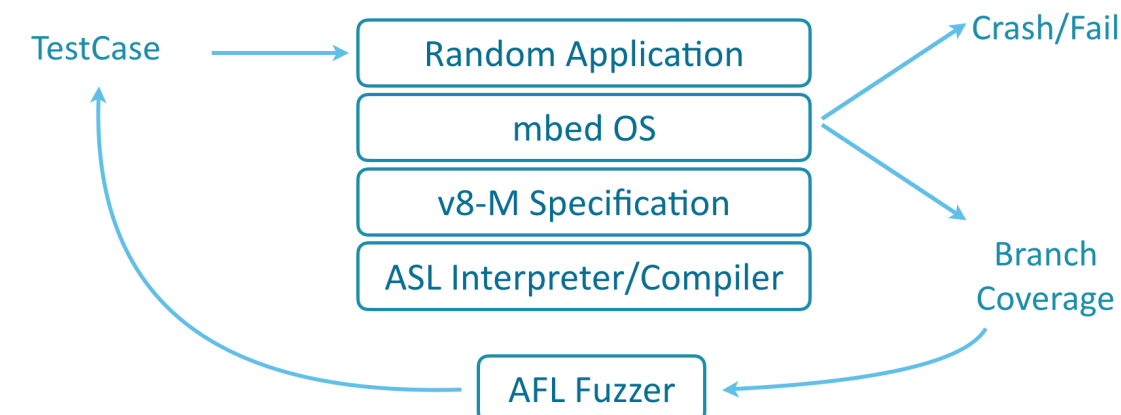 TestCase
Random Application
mbed OS
v8-M Specification
ASL Interpreter/Compiler
Crash/Fail
Branch
Coverage
AFL Fuzzer